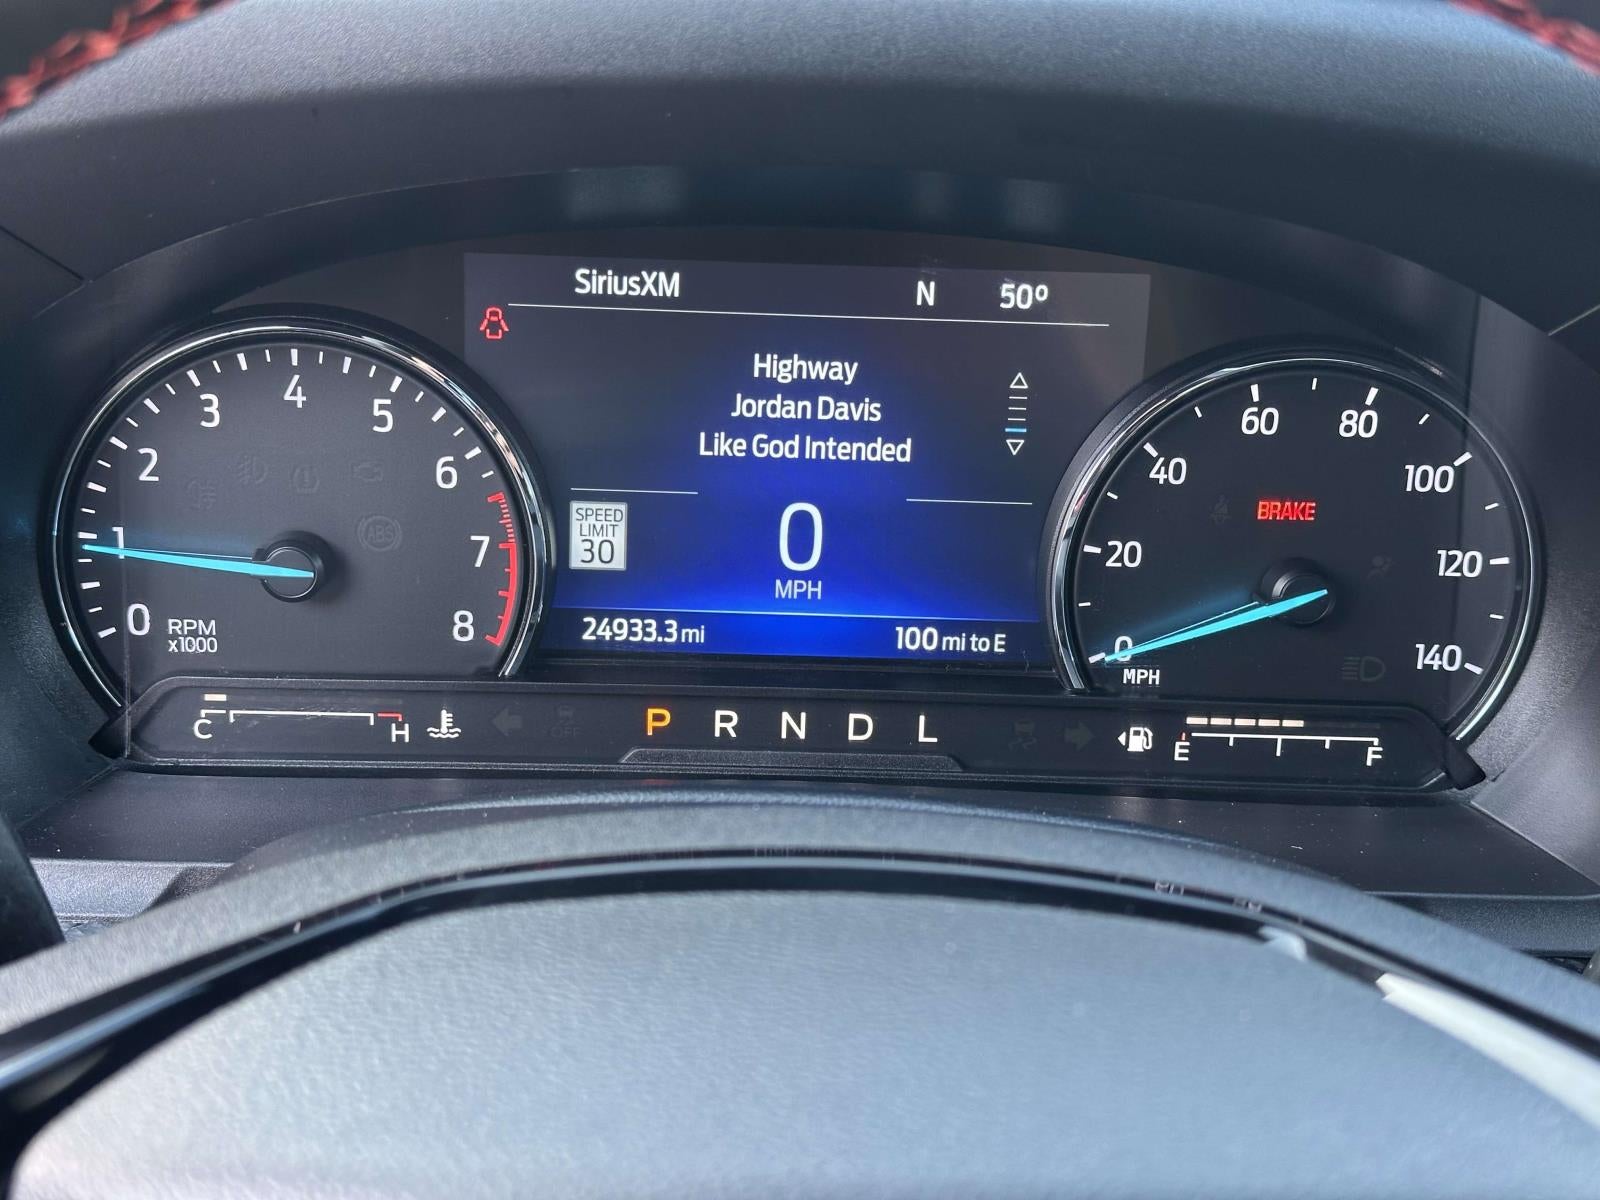 SiriusXM N 50°
Highway
Jordan Davis
Like God Intended
SPEED
LIMIT
30
0
MPH
24933.3 mi 100 mi to E
0 1 2 3 4 5 6 7 8
RPM
x1000
ABS
0 20 40 60 80 100 120 140
BRAKE
MPH
C H
OFF
P R N D L
E F